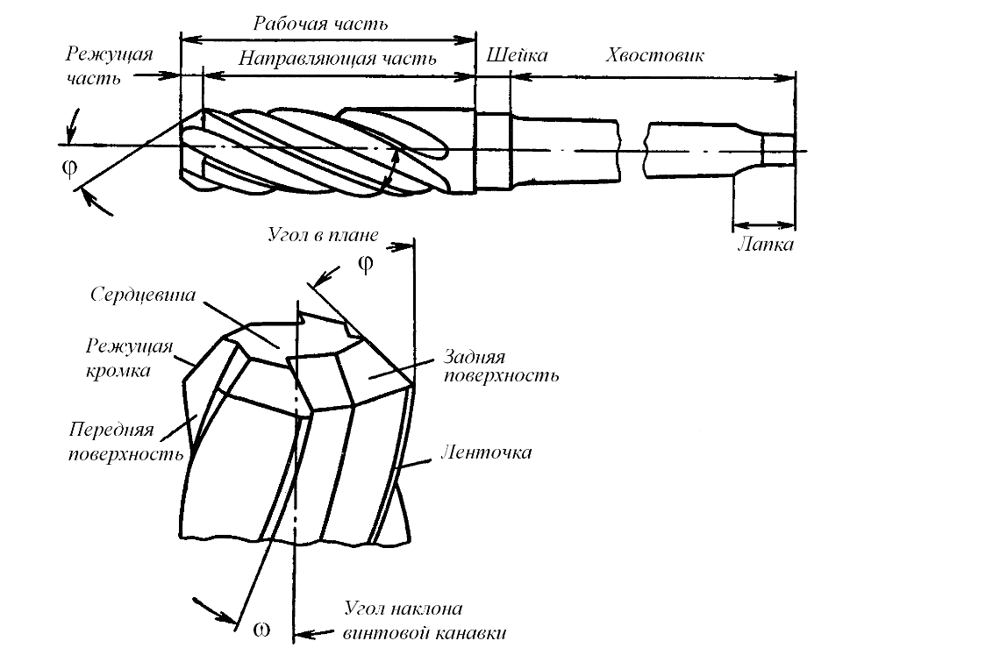 Рабочая часть
Режущая
часть
Направляющая часть
Шейка
Хвостовик
φ
Лапка
Угол в плане
φ
Сердцевина
Режущая
кромка
Задняя
поверхность
Передняя
поверхность
Ленточка
ω
Угол наклона
винтовой канавки